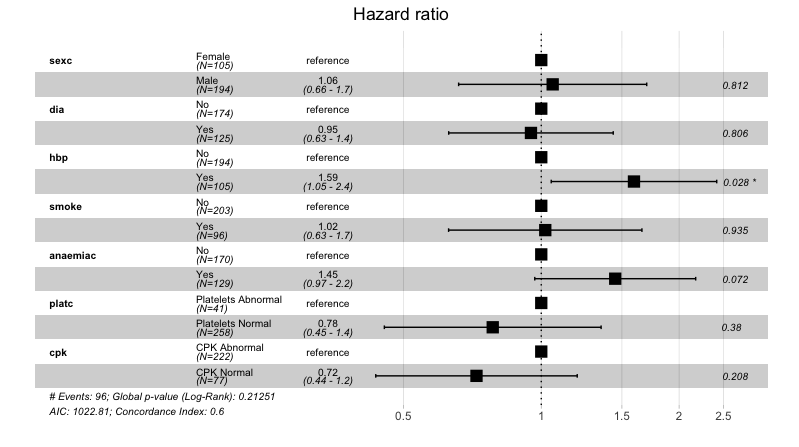 Hazard ratio
sexc Female reference
(N=105)
Male 1.06
(N=194) (0.66 - 1.7) 0.812
dia No reference
(N=174)
Yes 0.95
(N=125) (0.63 - 1.4) 0.806
hbp No reference
(N=194)
Yes 1.59
(N=105) (1.05 - 2.4) 0.028 *
smoke No reference
(N=203)
Yes 1.02
(N=96) (0.63 - 1.7) 0.935
anaemiac No reference
(N=170)
Yes 1.45
(N=129) (0.97 - 2.2) 0.072
platc Platelets Abnormal reference
(N=41)
Platelets Normal 0.78
(N=258) (0.45 - 1.4) 0.38
cpk CPK Abnormal reference
(N=222)
CPK Normal 0.72
(N=77) (0.44 - 1.2) 0.208
# Events: 96; Global p-value (Log-Rank): 0.21251
AIC: 1022.81; Concordance Index: 0.6
0.5 1 1.5 2 2.5